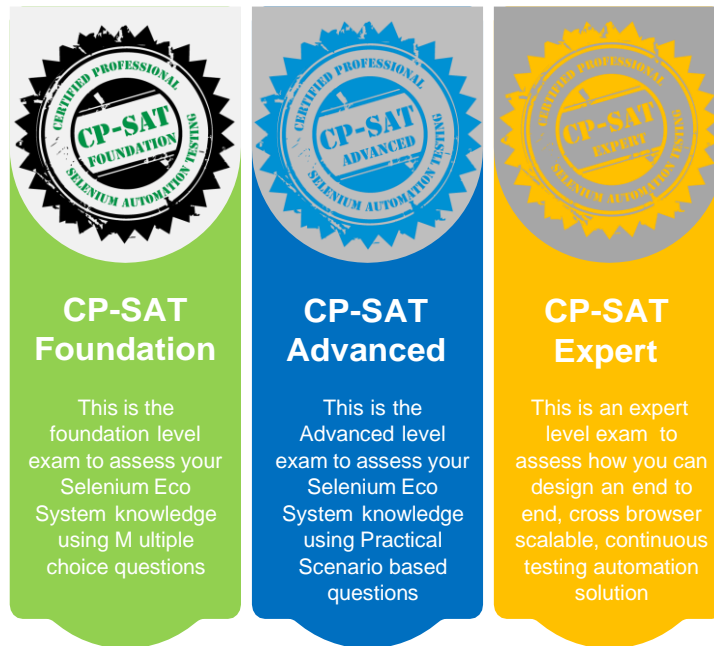 CERTIFIED PROFESSIONAL
CP-SAT
FOUNDATION
SELENIUM AUTOMATION TESTING
CP-SAT
Foundation
This is the
foundation level
exam to assess your
Selenium Eco
System knowledge
using M ultiple
choice questions
CERTIFIED PROFESSIONAL
CP-SAT
ADVANCED
SELENIUM AUTOMATION TESTING
CP-SAT
Advanced
This is the
Advanced level
exam to assess your
Selenium Eco
System knowledge
using Practical
Scenario based
questions
CERTIFIED PROFESSIONAL
CP-SAT
EXPERT
SELENIUM AUTOMATION TESTING
CP-SAT
Expert
This is an expert
level exam to
assess how you can
design an end to
end, cross browser
scalable, continuous
testing automation
solution